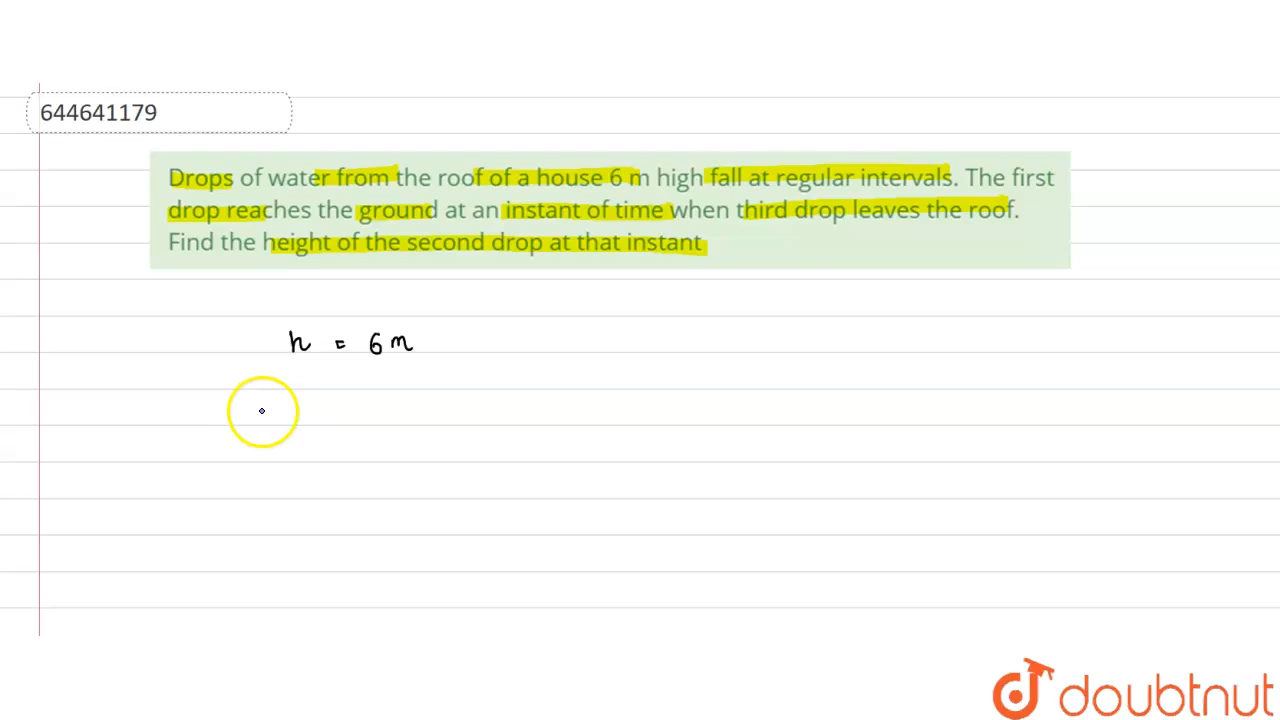 644641179
Drops of water from the roof of a house 6 m high fall at regular intervals. The first
drop reaches the ground at an instant of time when third drop leaves the roof.
Find the height of the second drop at that instant
h = 6 m
doubtnut